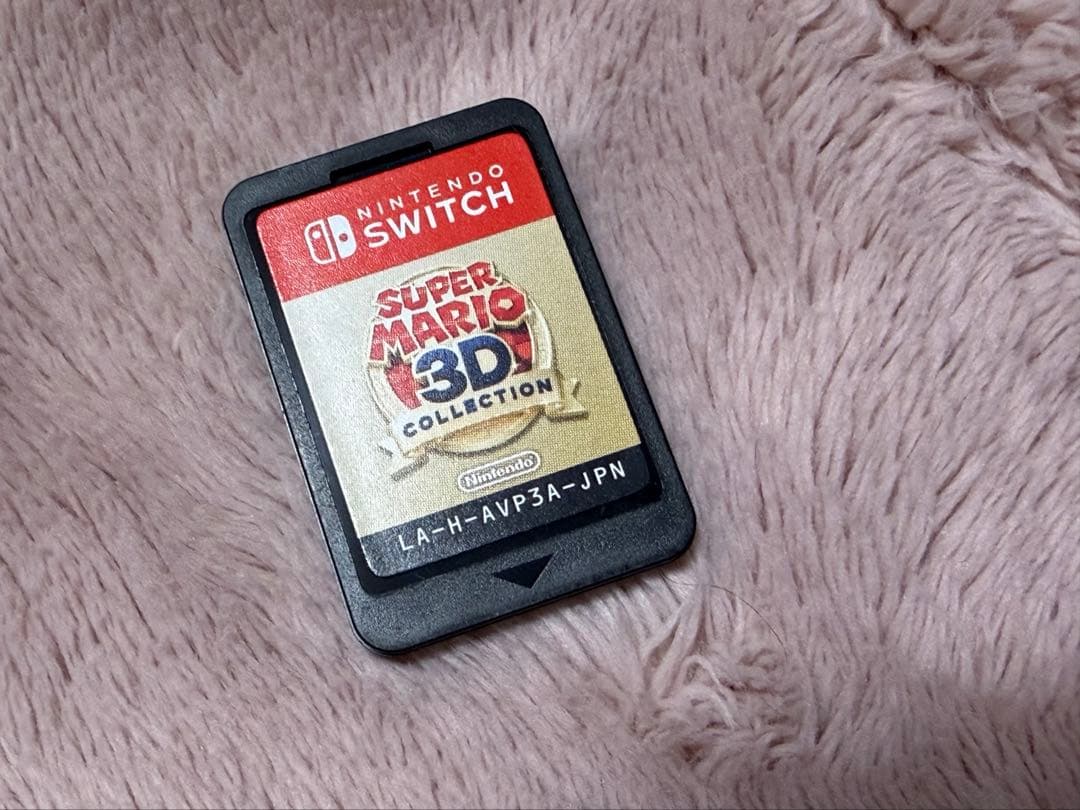 NINTENDO
SWITCH
SUPER
MARIO
3D
COLLECTION
Nintendo
LA-H-AVP3A-JPN